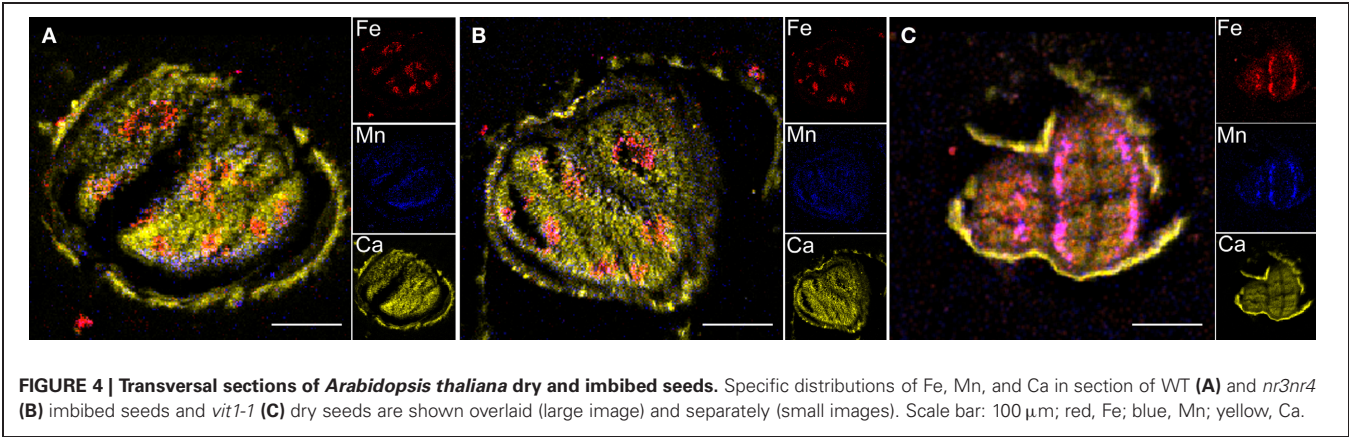 A
Fe
Mn
Ca
B
Fe
Mn
Ca
C
Fe
Mn
Ca
FIGURE 4 | Transversal sections of Arabidopsis thaliana dry and imbibed seeds. Specific distributions of Fe, Mn, and Ca in section of WT (A) and nr3nr4
(B) imbibed seeds and vit1-1 (C) dry seeds are shown overlaid (large image) and separately (small images). Scale bar: 100 μm; red, Fe; blue, Mn; yellow, Ca.